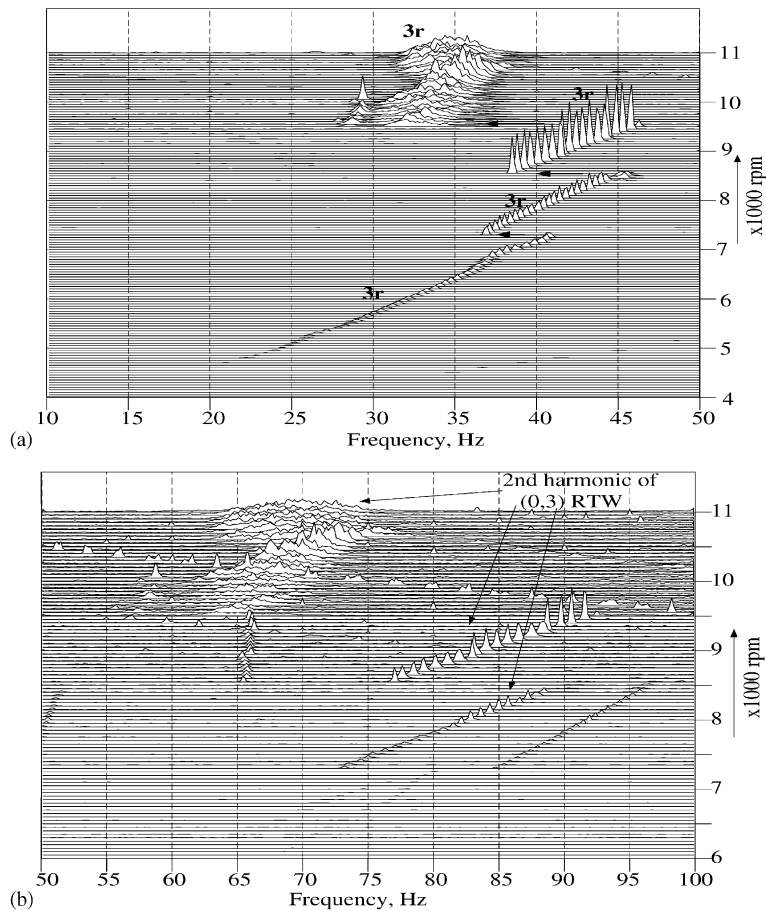 3r
11
10
3r
9
8
3r
7
3r
6
5
4
x1000 rpm
10 15 20 25 30 35 40 45 50
(a)
Frequency, Hz
2nd harmonic of
(0,3) RTW
11
10
9
8
7
6
x1000 rpm
50 55 60 65 70 75 80 85 90 95 100
(b)
Frequency, Hz